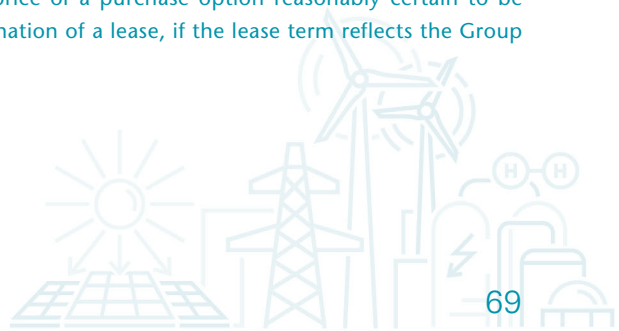 of a purchase option reasonably certain to be
nation of a lease, if the lease term reflects the Group
H H
69